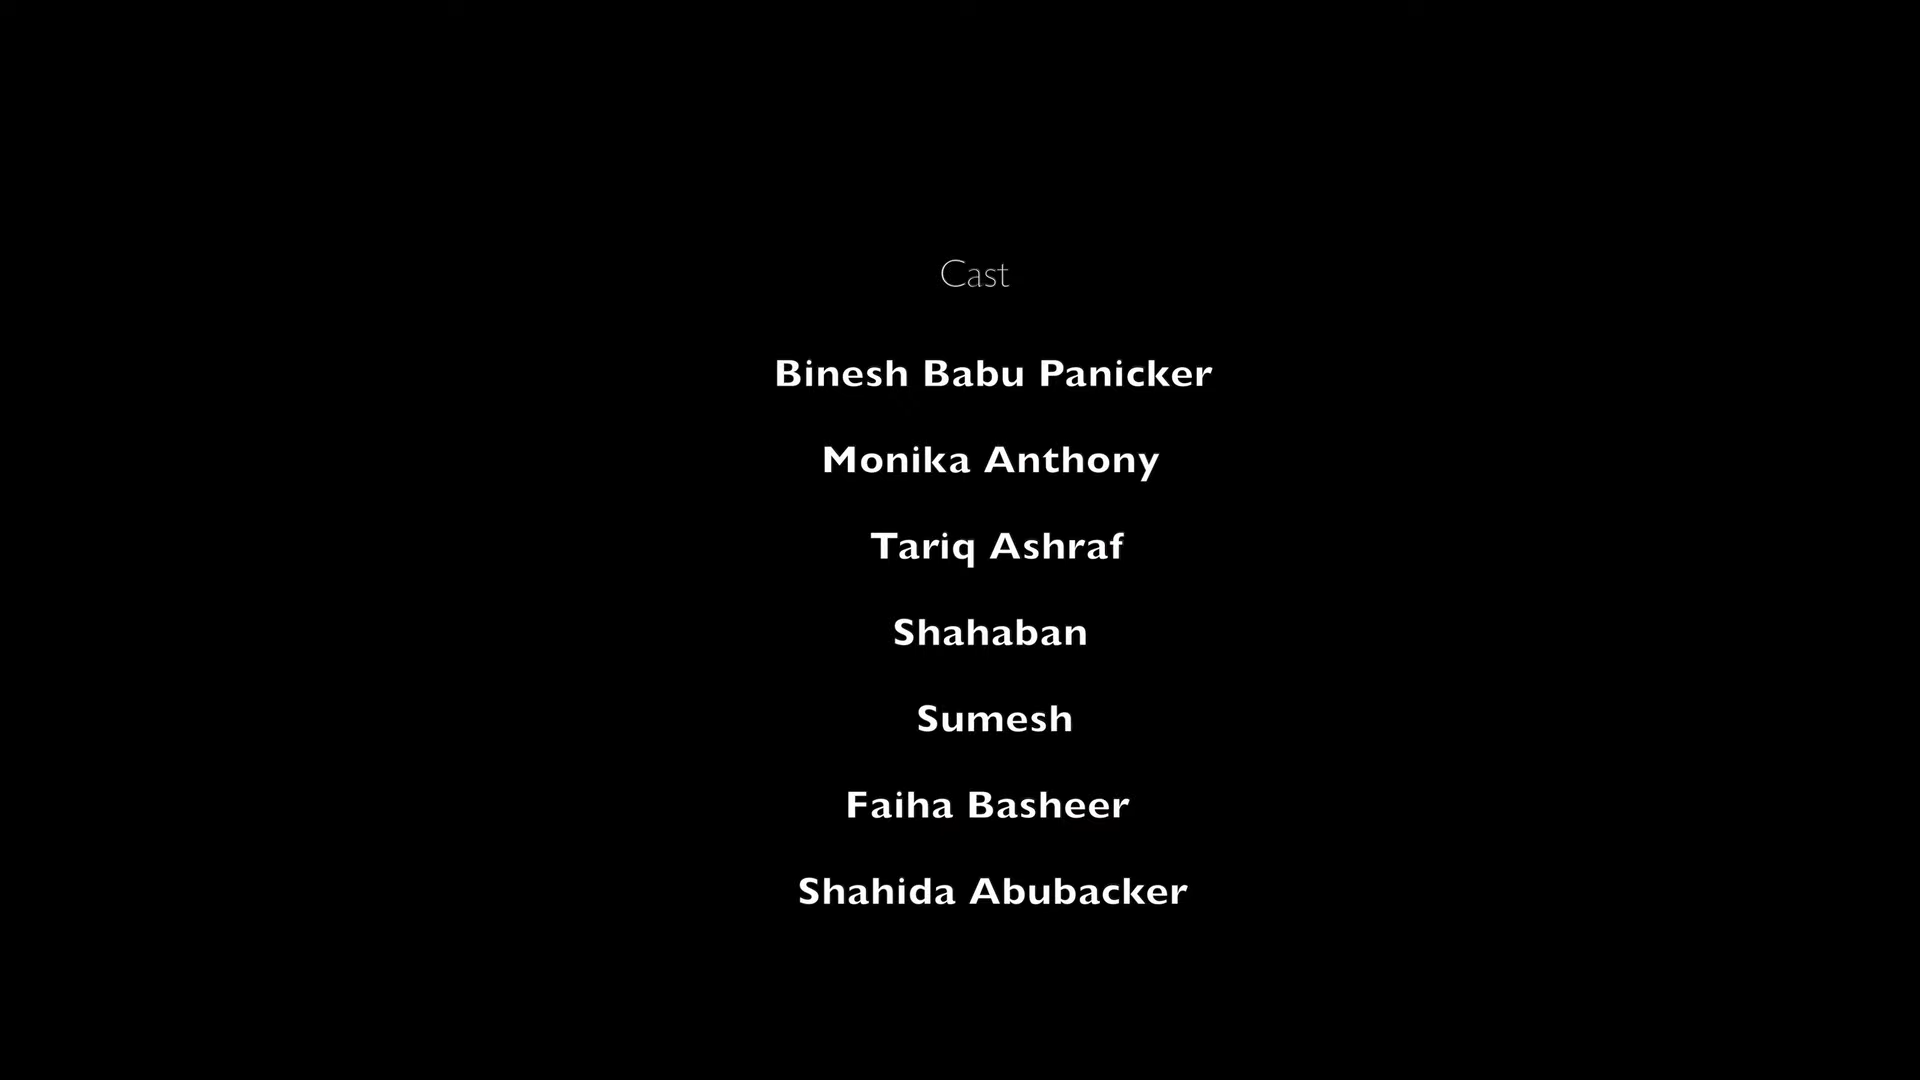 Cast
Binesh Babu Panicker
Monika Anthony
Tariq Ashraf
Shahaban
Sumesh
Faiha Basheer
Shahida Abubacker